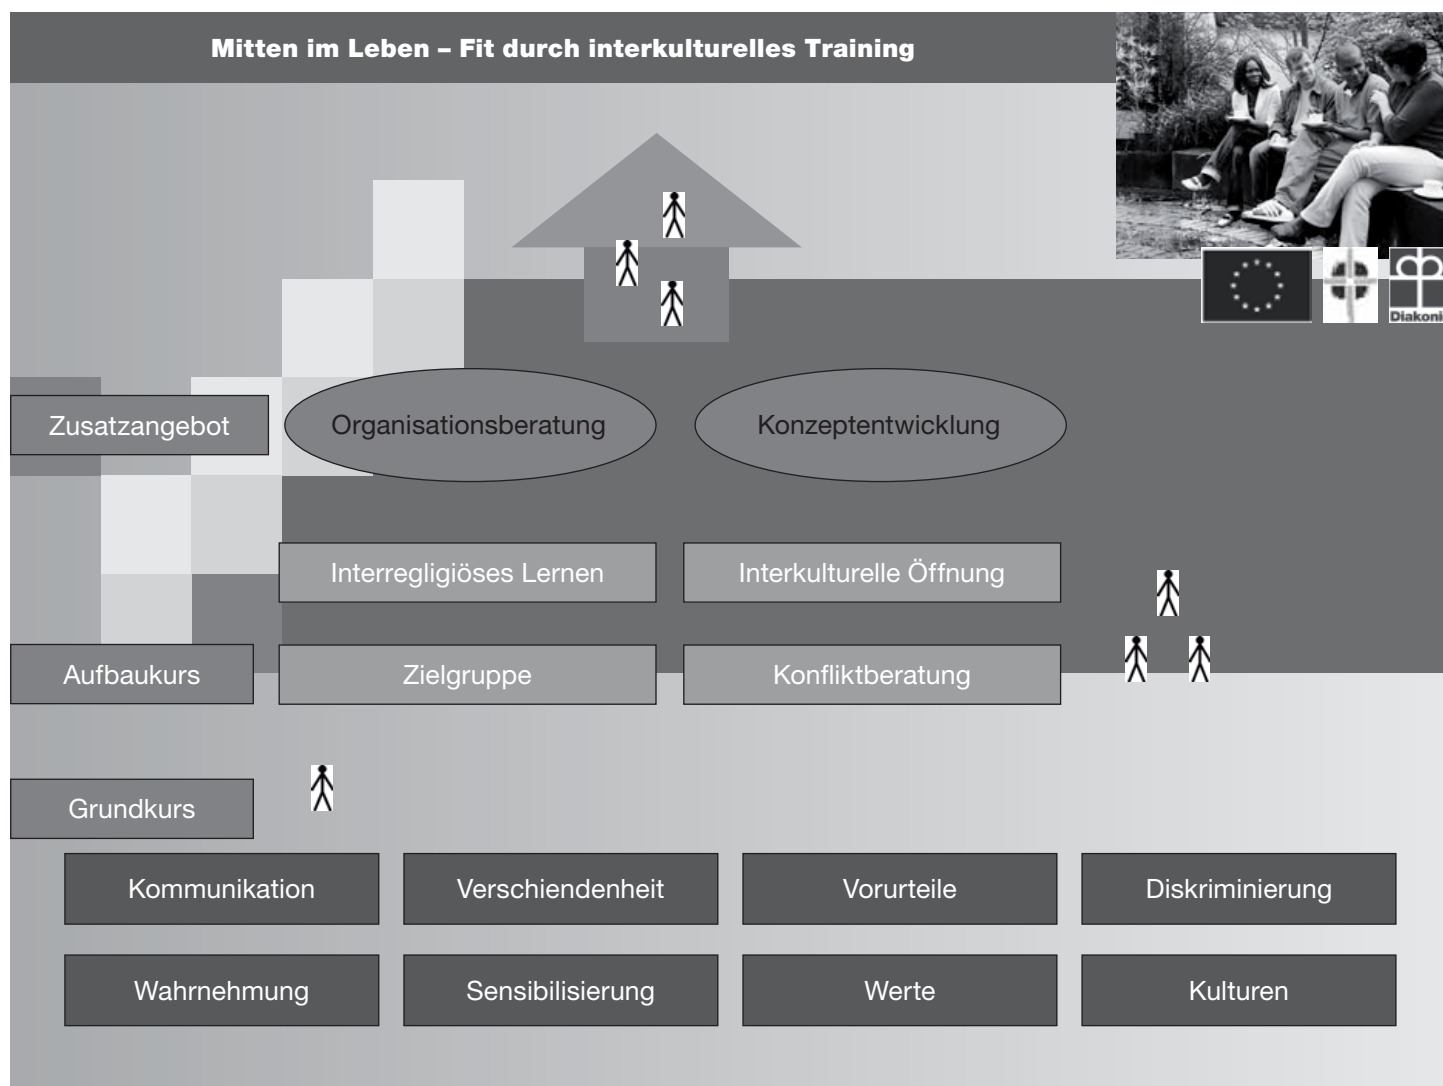 Mitten im Leben – Fit durch interkulturelles Training
Diakonie
Zusatzangebot
Organisationsberatung
Konzeptentwicklung
Interregligiöses Lernen
Interkulturelle Öffnung
Aufbaukurs
Zielgruppe
Konfliktberatung
Grundkurs
Kommunikation
Verschiendenheit
Vorurteile
Diskriminierung
Wahrnehmung
Sensibilisierung
Werte
Kulturen